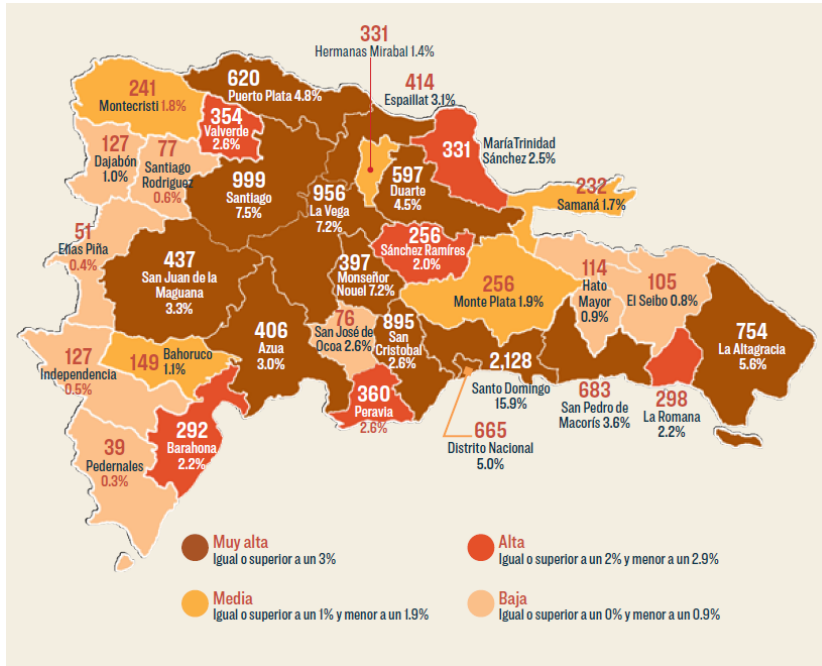 331
Hermanas Mirabal 1.4%
620
Puerto Plata 4.8%
414
Espaillat 3.1%
241
Montecristi 1.8%
354
Valverde
2.6%
331
María Trinidad
Sánchez 2.5%
127
Dajabón
1.0%
77
Santiago
Rodriguez
0.6%
999
Santiago
7.5%
956
La Vega
7.2%
597
Duarte
4.5%
232
Samaná 1.7%
51
Elias Piña
0.4%
437
San Juan de la
Maguana
3.3%
397
Monseñor
Nouel 7.2%
256
Sánchez Ramíres
2.0%
256
Monte Plata 1.9%
114
Hato
Mayor
0.9%
105
El Seibo 0.8%
754
La Altagracia
5.6%
127
Independencia
0.5%
149
Bahoruco
1.1%
406
Azua
3.0%
76
San José de
Ocoa 2.6%
895
San
Cristobal
2.6%
2,128
Santo Domingo
15.9%
683
San Pedro de
Macorís 3.6%
298
La Romana
2.2%
39
Pedernales
0.3%
292
Barahona
2.2%
360
Peravia
2.6%
665
Distrito Nacional
5.0%
Muy alta
Igual o superior a un 3%
Alta
Igual o superior a un 2% y menor a un 2.9%
Media
Igual o superior a un 1% y menor a un 1.9%
Baja
Igual o superior a un 0% y menor a un 0.9%